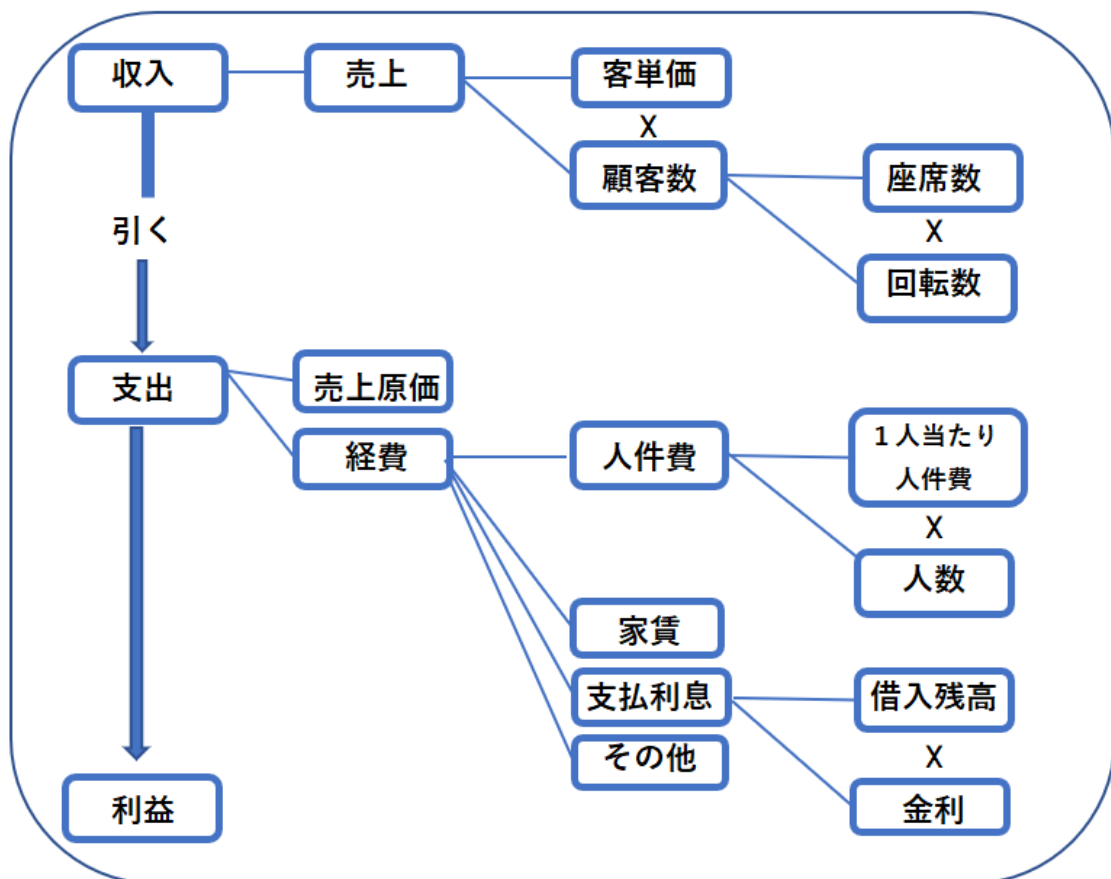 収入
売上
客単価
X
顧客数
座席数
X
回転数
引く
支出
売上原価
経費
人件費
1人当たり
人件費
X
人数
家賃
支払利息
その他
借入残高
X
金利
利益